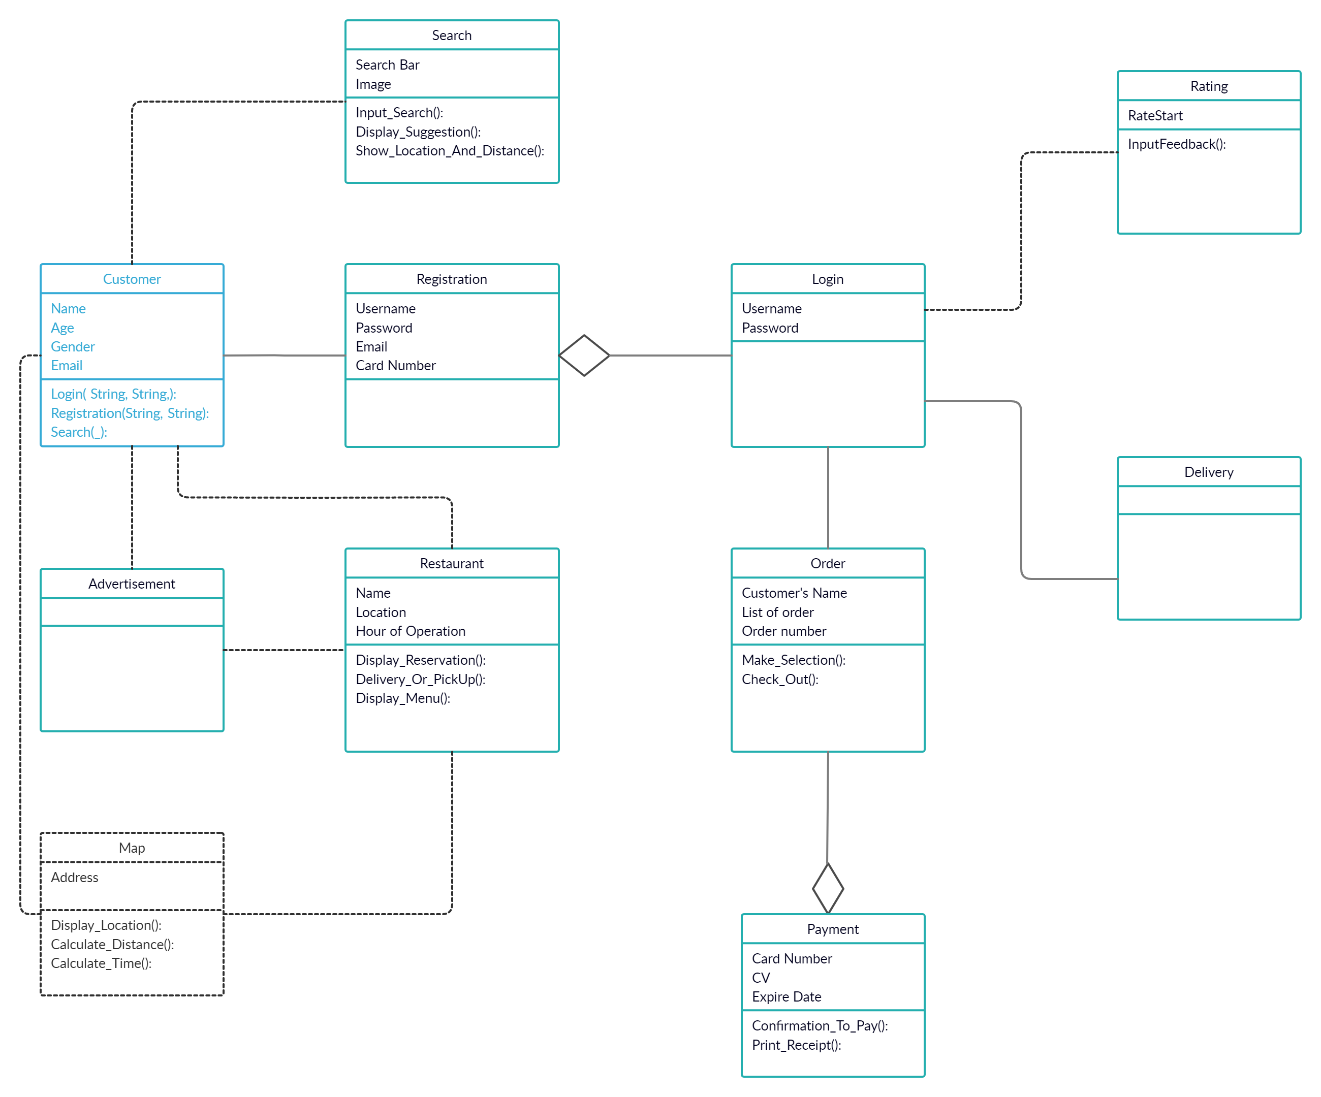 Search
Search Bar
Image
Input_Search():
Display_Suggestion():
Show_Location_And_Distance():
Rating
RateStart
InputFeedback():
Customer
Name
Age
Gender
Email
Login( String, String,):
Registration(String, String):
Search(_):
Registration
Username
Password
Email
Card Number
Login
Username
Password
Delivery
Advertisement
Restaurant
Name
Location
Hour of Operation
Display_Reservation():
Delivery_Or_PickUp():
Display_Menu():
Order
Customer's Name
List of order
Order number
Make_Selection():
Check_Out():
Map
Address
Display_Location():
Calculate_Distance():
Calculate_Time():
Payment
Card Number
CV
Expire Date
Confirmation_To_Pay():
Print_Receipt():